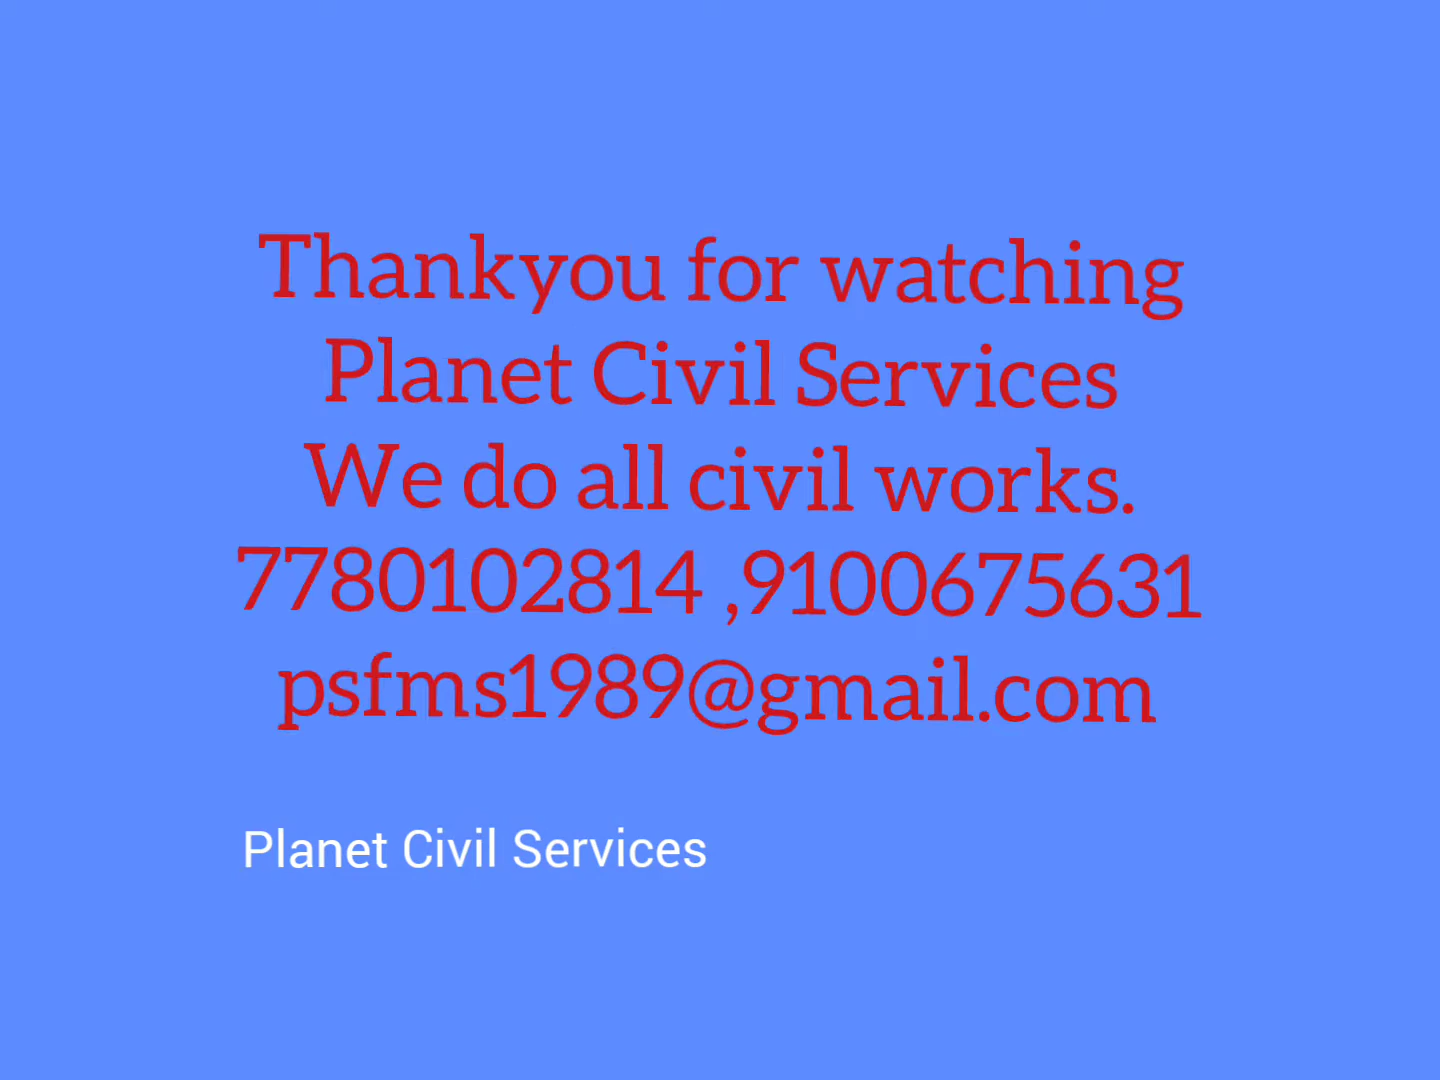 Thankyou for watching
Planet Civil Services
We do all civil works.
7780102814 ,9100675631
psfms1989@gmail.com
Planet Civil Services